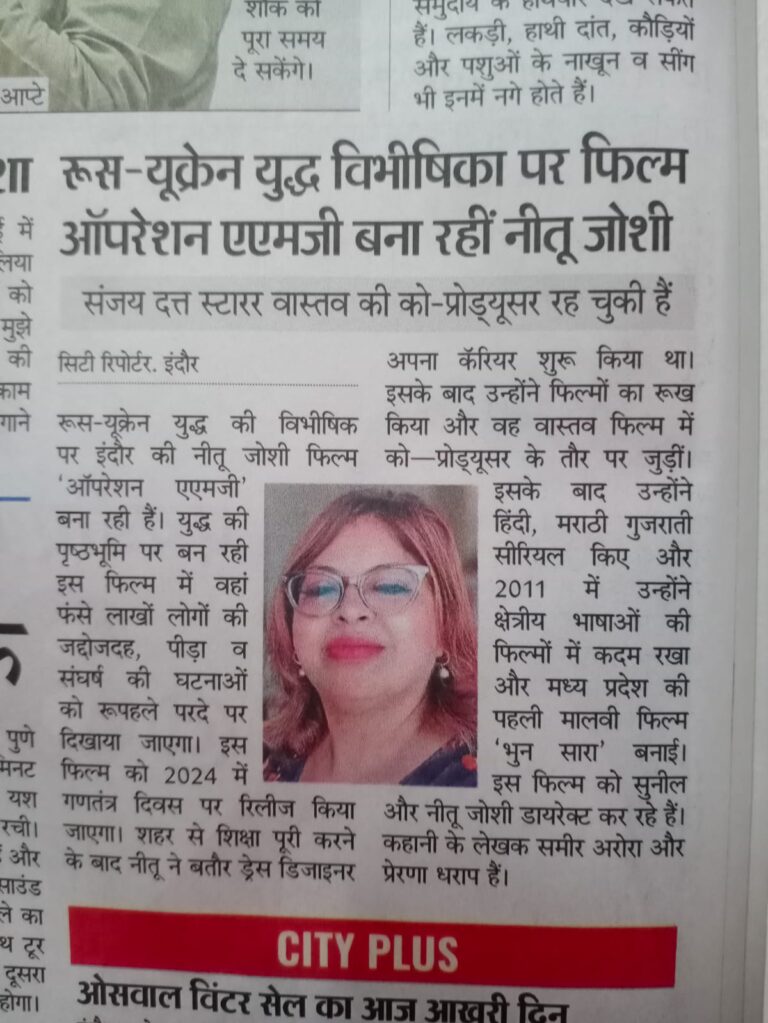 शौक को
पूरा समय
दे सकेंगे।
आप्टे
हैं। लकड़ी, हाथी दांत, कौड़ियों
और पशुओं के नाखून व सींग
भी इनमें नगे होते हैं।
रूस-यूक्रेन युद्ध विभीषिका पर फिल्म
ऑपरेशन एएमजी बना रहीं नीतू जोशी
संजय दत्त स्टारर वास्तव की को-प्रोड्यूसर रह चुकी हैं
सिटी रिपोर्टर. इंदौर
रूस-यूक्रेन युद्ध की विभीषिक
पर इंदौर की नीतू जोशी फिल्म
'ऑपरेशन एएमजी'
बना रही हैं। युद्ध की
पृष्ठभूमि पर बन रही
इस फिल्म में वहां
फंसे लाखों लोगों की
जद्दोजदह, पीड़ा व
संघर्ष की घटनाओं
को रूपहले परदे पर
दिखाया जाएगा। इस
फिल्म को 2024 में
गणतंत्र दिवस पर रिलीज किया
जाएगा। शहर से शिक्षा पूरी करने
के बाद नीतू ने बतौर ड्रेस डिजाइनर
अपना कॅरियर शुरू किया था।
इसके बाद उन्होंने फिल्मों का रूख
किया और वह वास्तव फिल्म में
को—प्रोड्यूसर के तौर पर जुड़ीं।
इसके बाद उन्होंने
हिंदी, मराठी गुजराती
सीरियल किए और
2011 में उन्होंने
क्षेत्रीय भाषाओं की
फिल्मों में कदम रखा
और मध्य प्रदेश की
पहली मालवी फिल्म
'भुन सारा' बनाई।
इस फिल्म को सुनील
और नीतू जोशी डायरेक्ट कर रहे हैं।
कहानी के लेखक समीर अरोरा और
प्रेरणा धराप हैं।
में
को
मुझे
की
काम
गाने
पुणे
यश
रची।
और
साउंड
ले का
टूर
दूसरा
होगा।
CITY PLUS
ओसवाल विंटर सेल का आज आखरी दिन